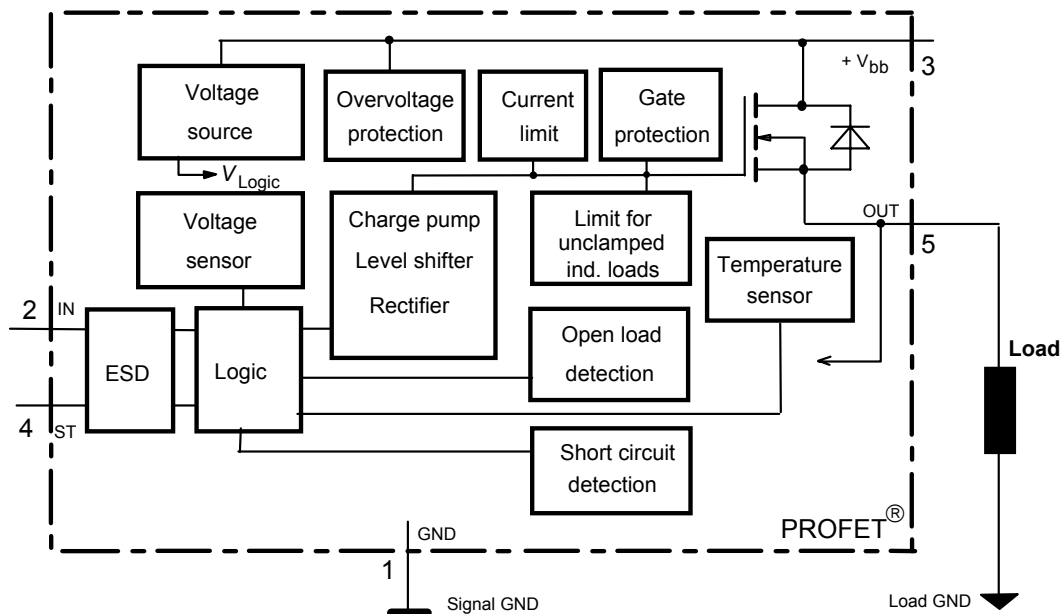 + Vbb
3
Voltage
source
Overvoltage
protection
Current
limit
Gate
protection
VLogic
Voltage
sensor
Charge pump
Level shifter
Rectifier
Limit for
unclamped
ind. loads
OUT
5
Temperature
sensor
2
IN
ESD
Logic
Open load
detection
Load
4
ST
Short circuit
detection
PROFET®
GND
1
Signal GND
Load GND